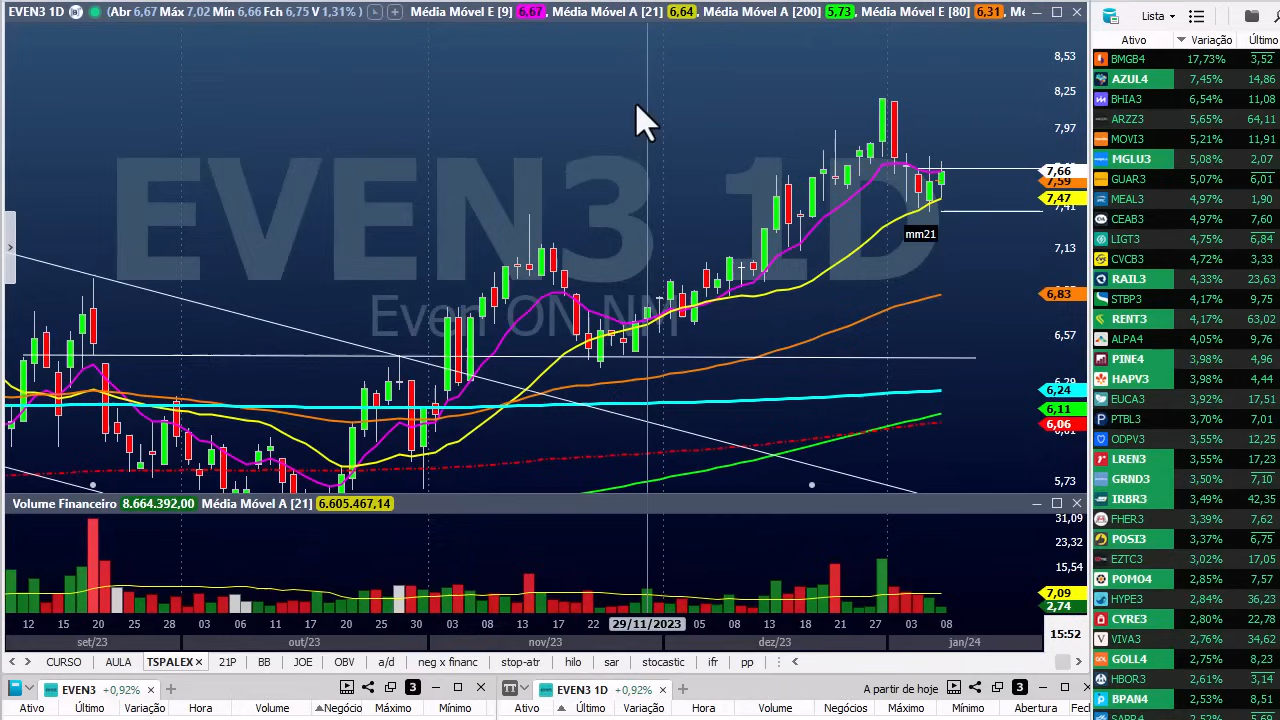 EVEN3 1D (Abr 6,67 Máx 7,02 Mín 6,66 Fch 6,75 V 1,31% ) Média Móvel E [9] 6,67, Média Móvel A [21] 6,64, Média Móvel A [200] 5,73, Média Móvel E [80] 6,31, Mé
Lista
Ativo Variação Último
EVEN3 1D
Even ON NM
mm21
8,53
8,25
7,97
7,66
7,59
7,47
7,41
7,13
6,83
6,57
6,29
6,24
6,11
6,06
5,73
Volume Financeiro 8.664.392,00 Média Móvel A [21] 6.605.467,14
31,09
23,32
15,54
7,09
2,74
12 15 20 25 28 03 06 11 17 20 25 30 03 08 13 17 22 29/11/2023 05 08 13 18 21 27 03 08
set/23 out/23 nov/23 dez/23 jan/24
15:52
CURSO AULA TSPALEX × 21P BB JOE OBV a/d neg x financ stop-atr hilo sar stocastic ifr pp
EVEN3 +0,92% × + 3
EVEN3 1D +0,92% × + A partir de hoje 3
Ativo Último Variação Hora Volume Negócio Máx Mín
Ativo Último Variação Hora Volume Negócios Máximo Mínimo Abertura Fech
BMGB4 17,73% 3,52
AZUL4 7,45% 14,86
BHIA3 6,54% 11,08
ARZZ3 5,65% 64,11
MOVI3 5,21% 11,91
MGLU3 5,08% 2,07
GUAR3 5,07% 6,01
MEAL3 4,97% 1,90
CEAB3 4,97% 6,34
LIGT3 4,75% 6,84
CVCB3 4,72% 3,33
RAIL3 4,33% 23,63
STBP3 4,17% 9,75
RENT3 4,17% 63,02
ALPA4 4,05% 9,76
PINE4 3,98% 4,96
HAPV3 3,98% 4,44
EUCA3 3,92% 17,51
PTBL3 3,70% 7,01
ODPV3 3,55% 12,25
LREN3 3,55% 17,23
GRND3 3,50% 7,10
IRBR3 3,49% 42,35
FHER3 3,39% 7,62
POSI3 3,37% 6,75
EZTC3 3,02% 17,05
POMO4 2,85% 7,57
HYPE3 2,84% 36,23
CYRE3 2,80% 22,78
VIVA3 2,76% 34,62
GOLL4 2,75% 8,23
HBOR3 2,61% 3,14
BPAN4 2,53% 8,51